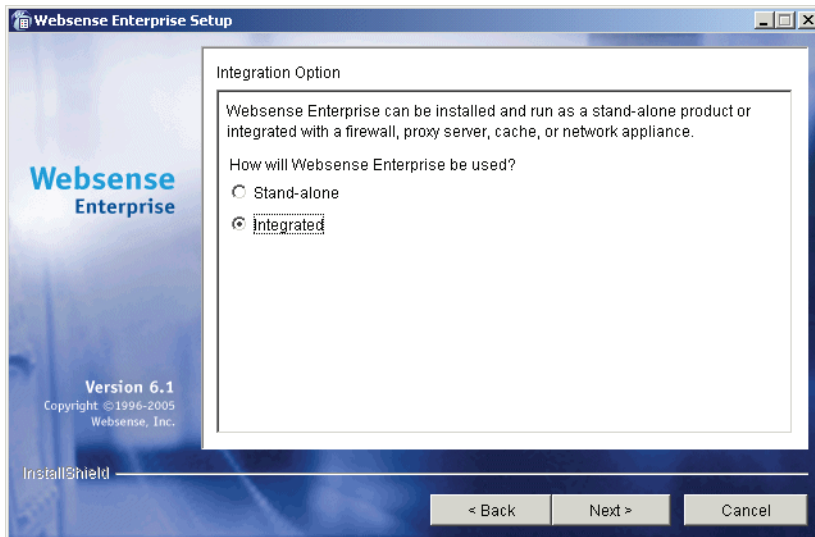 Websense Enterprise Setup
Integration Option
Websense Enterprise can be installed and run as a stand-alone product or
integrated with a firewall, proxy server, cache, or network appliance.
How will Websense Enterprise be used?
Stand-alone
Integrated
Websense
Enterprise
Version 6.1
Copyright ©1996-2005
Websense, Inc.
InstallShield
< Back Next > Cancel